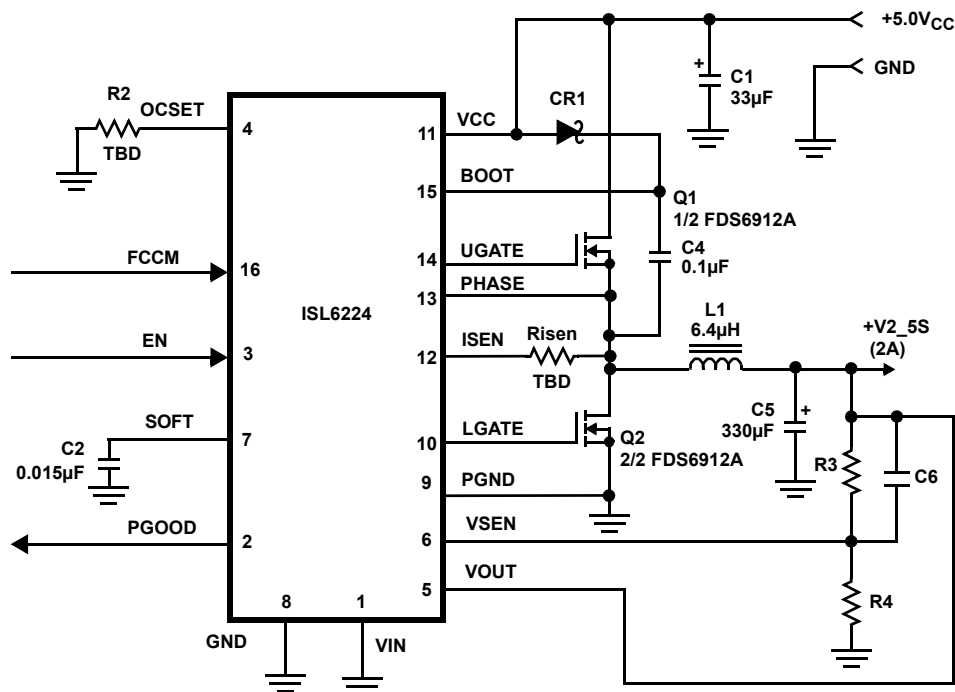 +5.0VCC
GND
C1
33µF
+
CR1
R2
OCSET
TBD
4
11
VCC
15
BOOT
Q1
1/2 FDS6912A
C4
0.1µF
FCCM
16
14
UGATE
13
PHASE
ISL6224
L1
6.4µH
+V2_5S
(2A)
EN
3
12
ISEN
Risen
TBD
SOFT
7
C2
0.015µF
10
LGATE
Q2
2/2 FDS6912A
C5
330µF
+
R3
C6
9
PGND
PGOOD
2
6
VSEN
5
VOUT
R4
8
1
GND
VIN